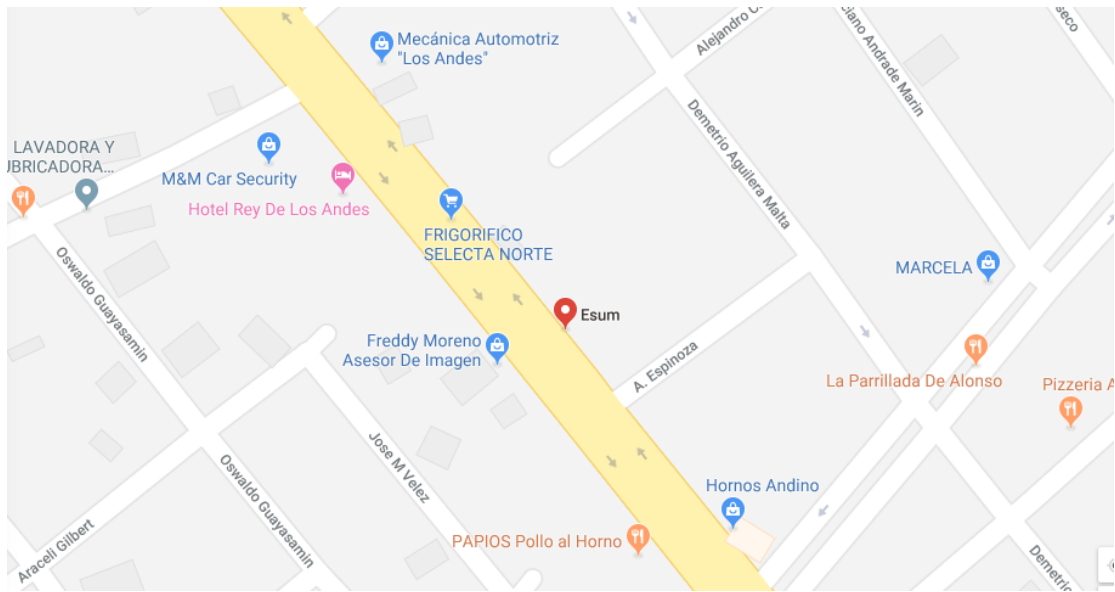 Mecánica Automotriz
"Los Andes"
Alejandro
Andrade Marin
Demetrio Aguilera Malta
LAVADORA Y
UBRICADORA...
M&M Car Security
Hotel Rey De Los Andes
FRIGORIFICO
SELECTA NORTE
MARCELA
Oswaldo Guayasamin
Esum
Freddy Moreno
Asesor De Imagen
A. Espinoza
La Parrillada De Alonso
Pizzeria A
Jose M Velez
Oswaldo Guayasamin
Hornos Andino
PAPIOS Pollo al Horno
Araceli Gilbert
Demetrio